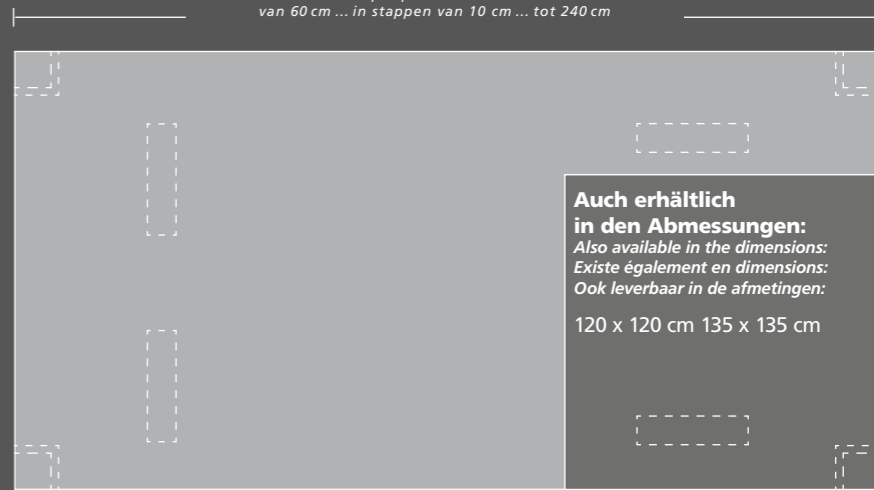 van 60 cm ... in stappen van 10 cm ... tot 240 cm
Auch erhältlich
in den Abmessungen:
Also available in the dimensions:
Existe également en dimensions:
Ook leverbaar in de afmetingen:
120 x 120 cm 135 x 135 cm